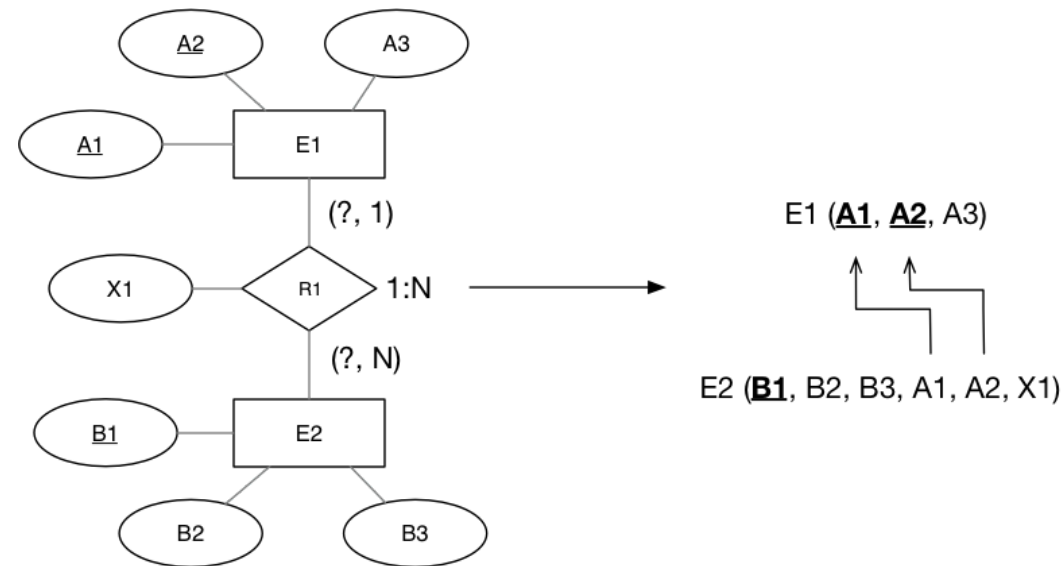 A2
A3
A1
E1
(?, 1)
E1 (A1, A2, A3)
X1
R1
1:N
(?, N)
E2 (B1, B2, B3, A1, A2, X1)
B1
E2
B2
B3